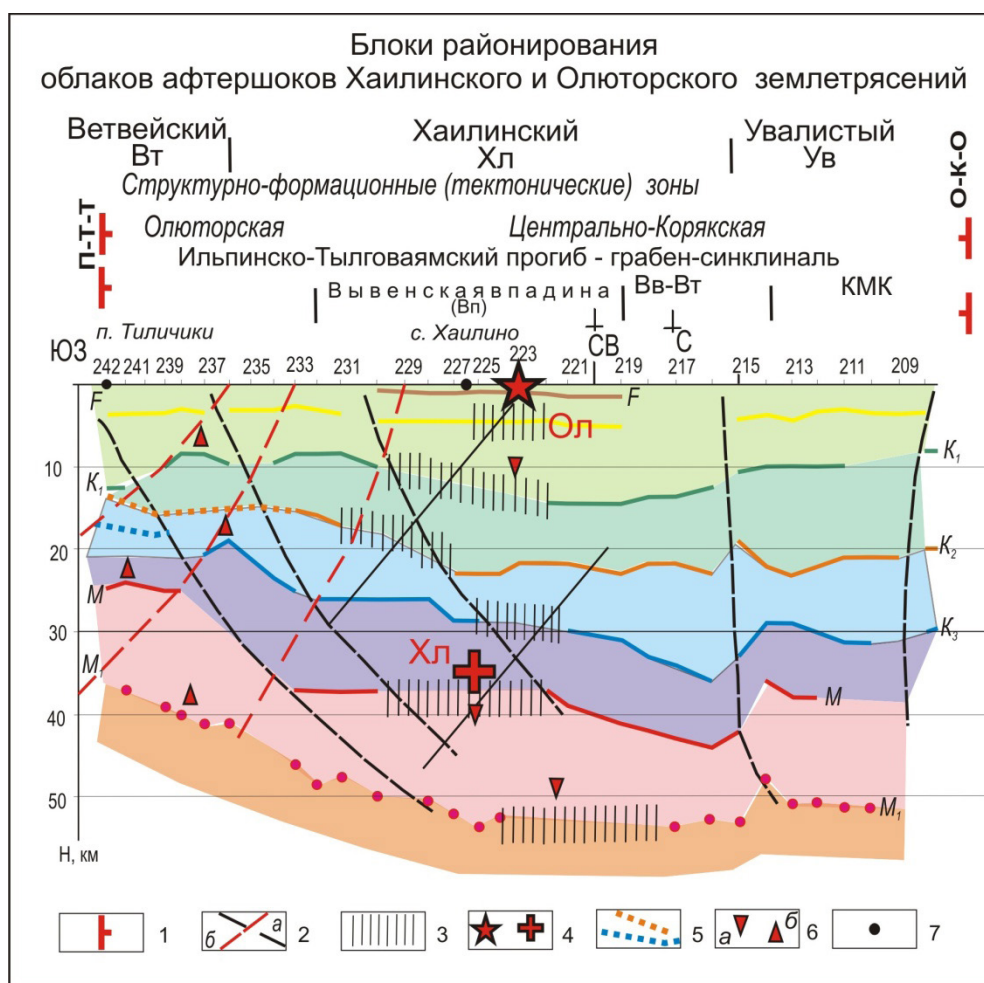 Блоки районирования
облаков афтершоков Хаилинского и Олюторского землетрясений
Ветвейский Хаилинский Увалистый
Вт Хл Ув
Структурно-формационные (тектонические) зоны
П-Т-Т
О-К-О
Олюторская Центрально-Корякская
Ильпинско-Тылговаямский прогиб - грабен-синклиналь
Вывенская впадина Вв-Вт КМК
(Вп)
п. Тиличики с. Хаилино СВ С
ЮЗ
242 241 239 237 235 233 231 229 227 225 223 221 219 217 215 213 211 209
F F
Ол
10 K1 K1
20 K2
M
30 K3
Хл
M1 M
40
50 M1
Н, км
1 б а 2 3 4 5 а б 6 7